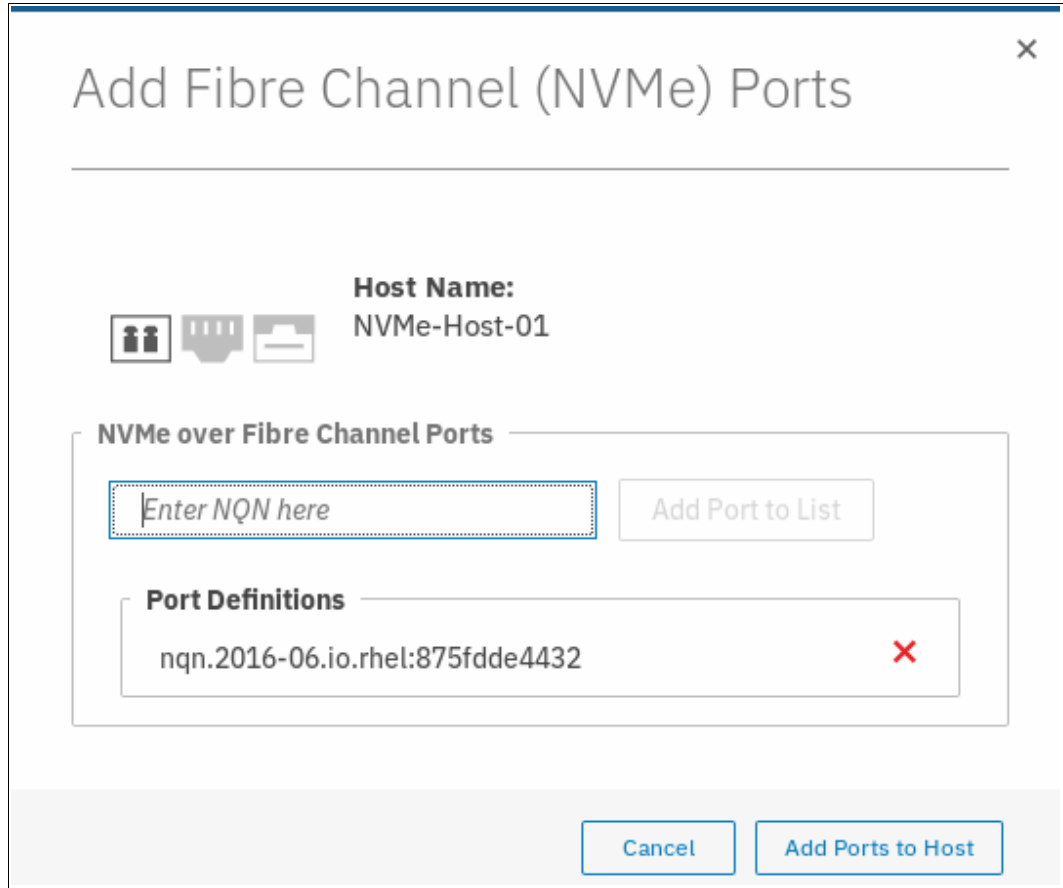 Add Fibre Channel (NVMe) Ports
Host Name:
NVMe-Host-01
NVMe over Fibre Channel Ports
Enter NQN here
Add Port to List
Port Definitions
nqn.2016-06.io.rhel:875fdde4432
Cancel
Add Ports to Host